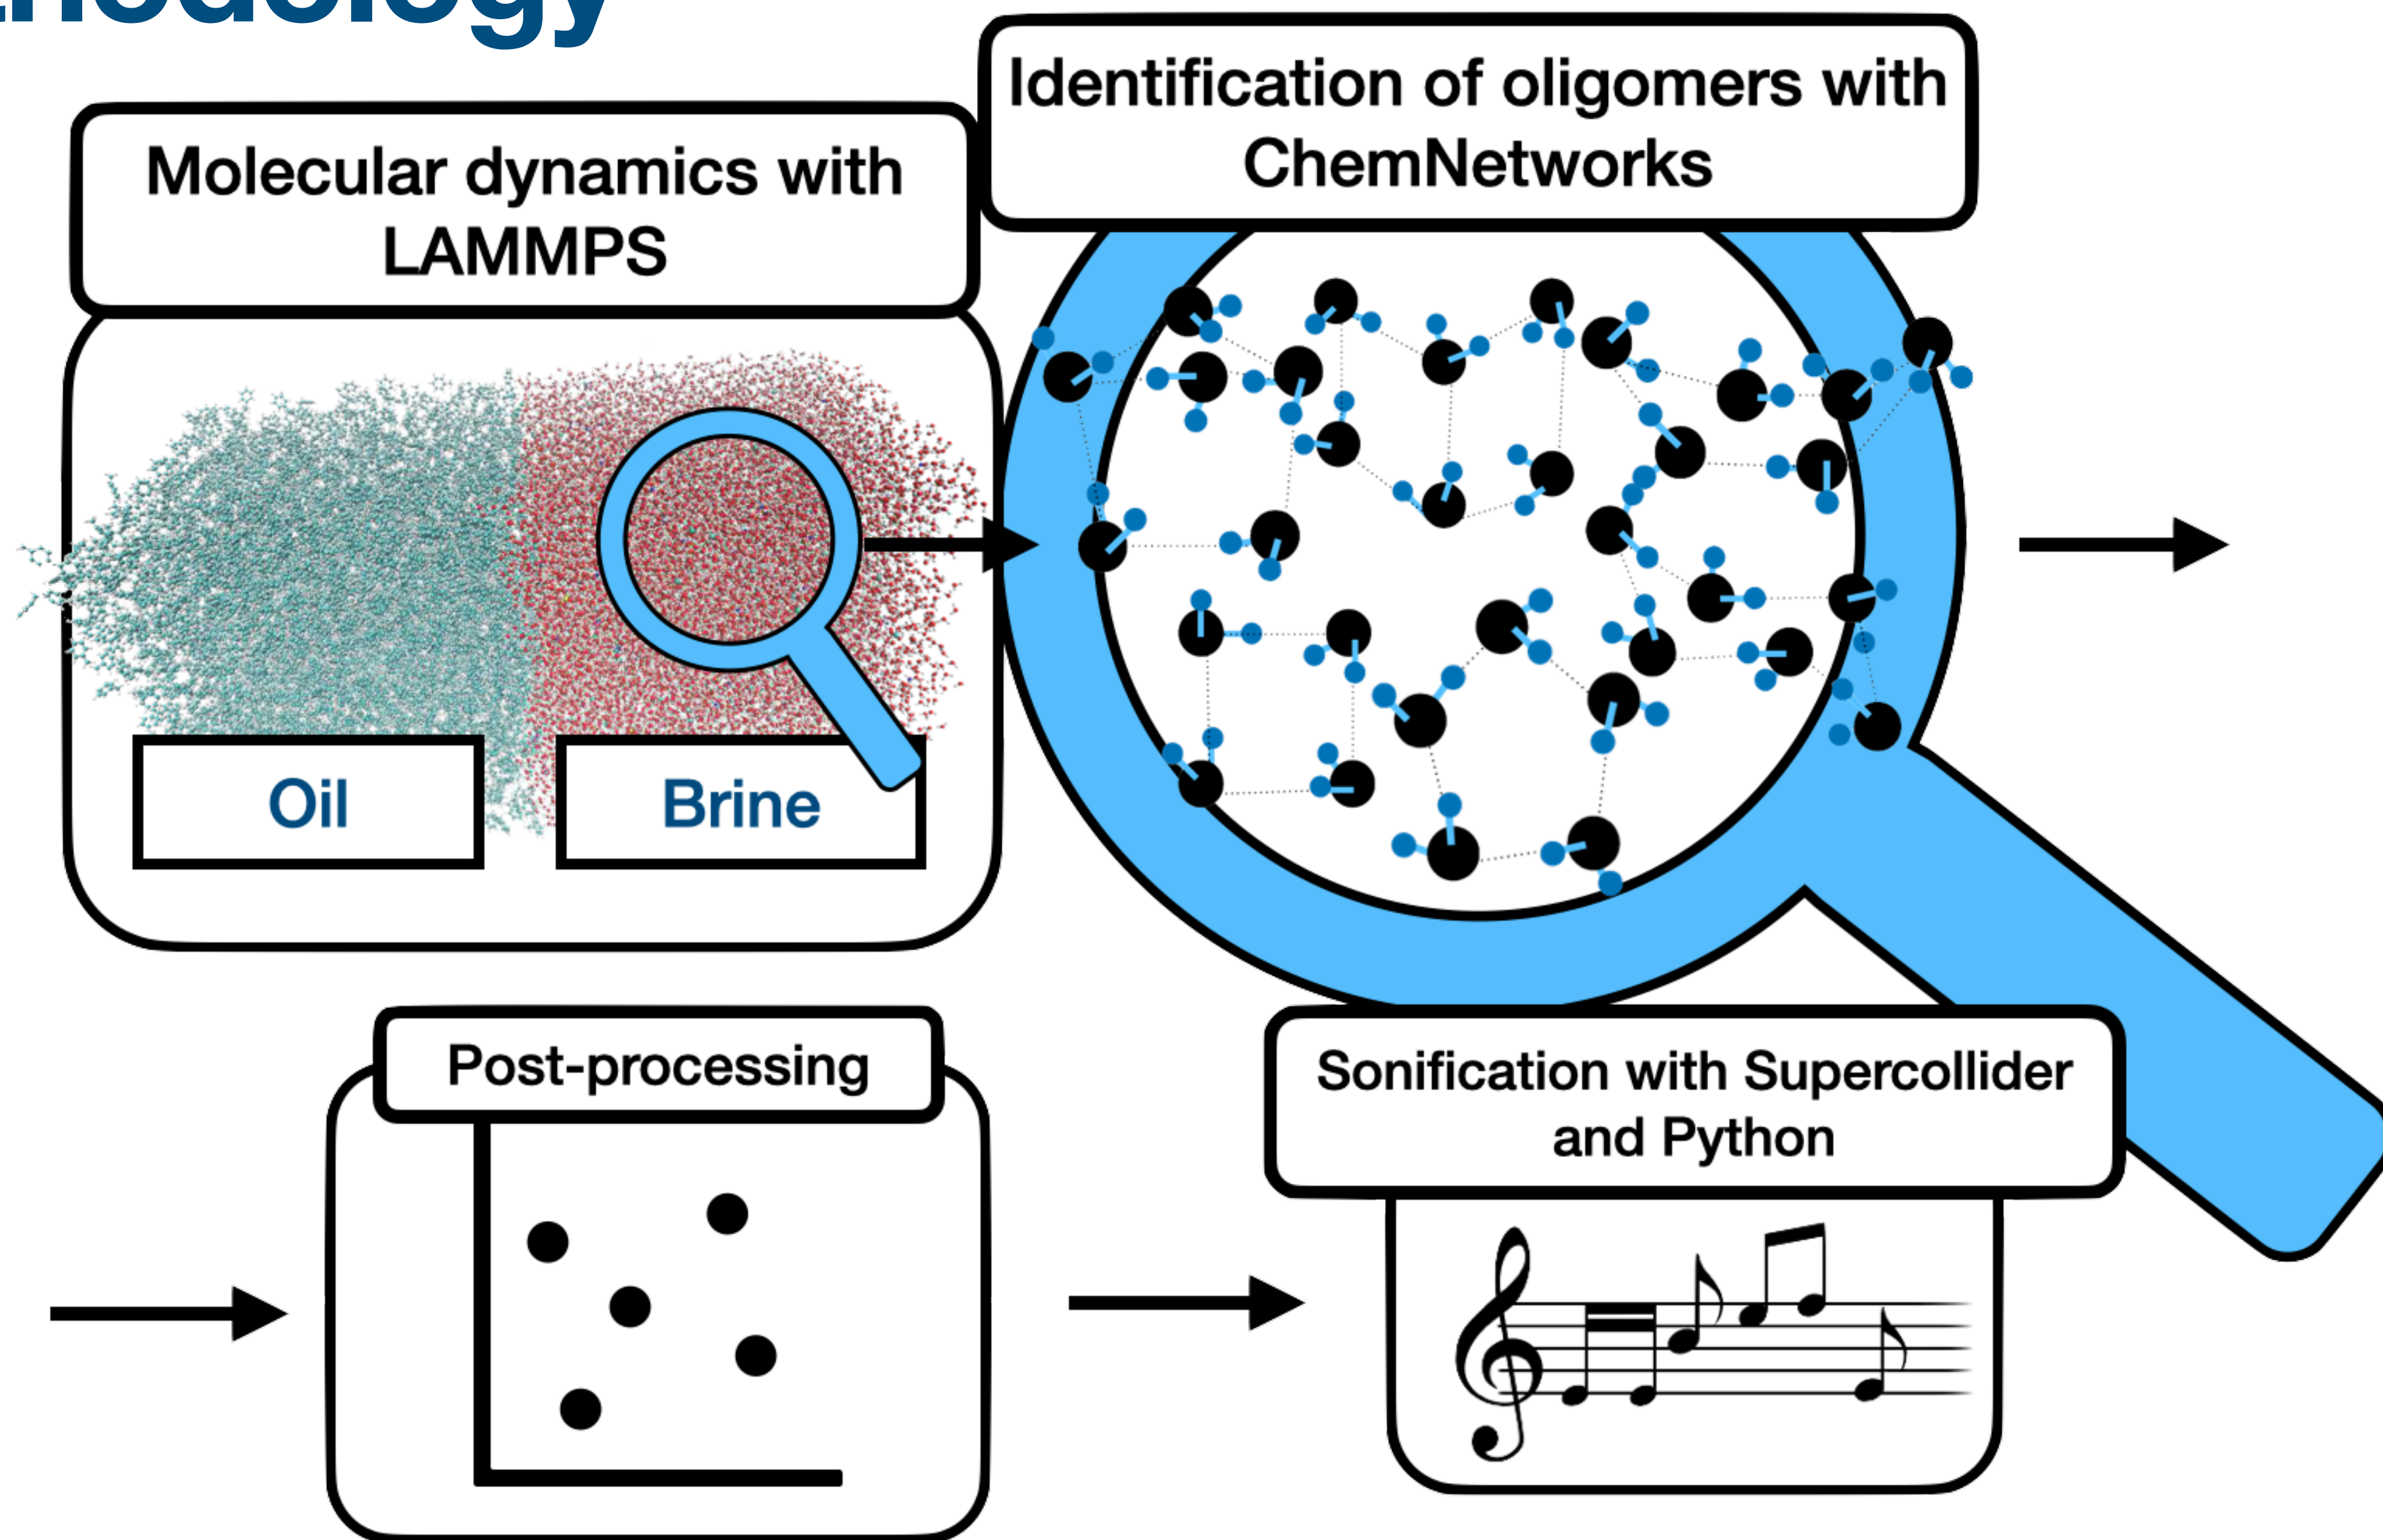 Molecular dynamics with
LAMMPS
Identification of oligomers with
ChemNetworks
Oil
Brine
Post-processing
Sonification with Supercollider
and Python